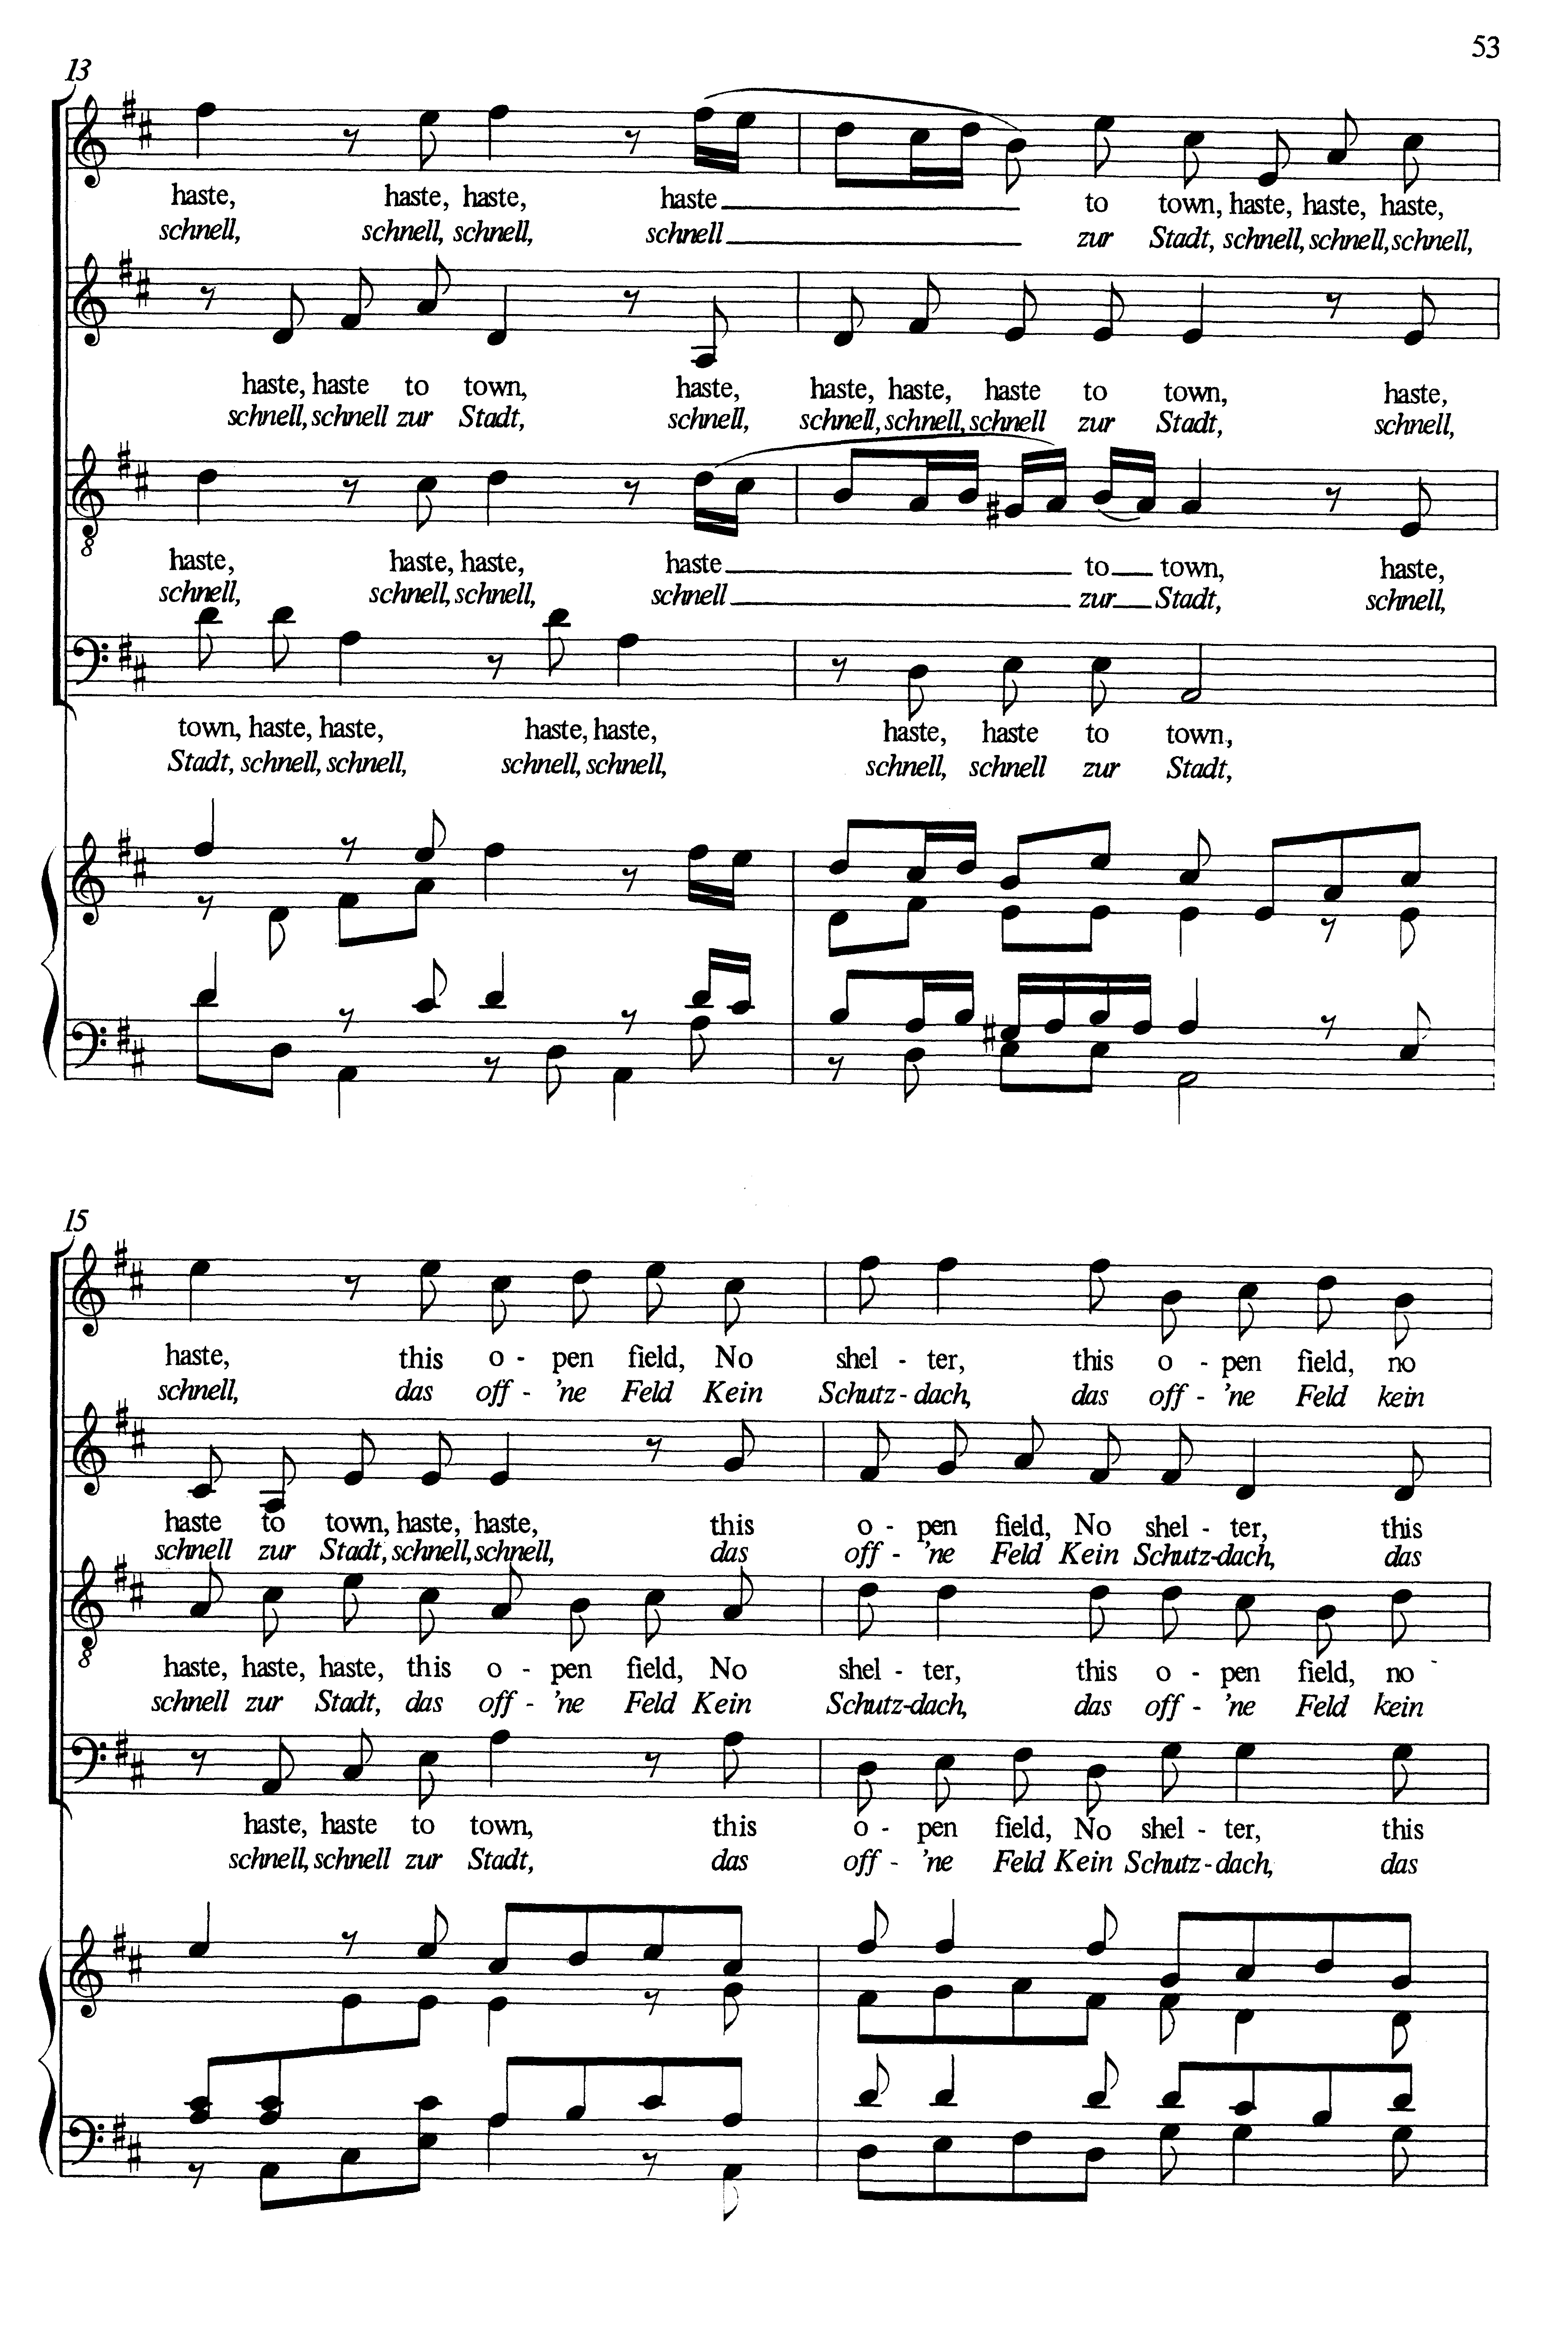 53
13
haste, haste, haste, haste to town, haste, haste, haste,
schnell, schnell, schnell, schnell zur Stadt, schnell, schnell, schnell,
haste, haste to town, haste, haste, haste, haste to town, haste,
schnell, schnell zur Stadt, schnell, schnell, schnell, schnell zur Stadt, schnell,
8
haste, haste, haste, haste to town, haste,
schnell, schnell, schnell, schnell zur Stadt, schnell,
town, haste, haste, haste, haste, haste, haste to town,
Stadt, schnell, schnell, schnell, schnell, schnell, schnell zur Stadt,
15
haste, this o - pen field, No shel - ter, this o - pen field, no
schnell, das off - 'ne Feld Kein Schutz - dach, das off - 'ne Feld kein
haste to town, haste, haste, this o - pen field, No shel - ter, this
schnell zur Stadt, schnell, schnell, das off - 'ne Feld Kein Schutz-dach, das
8
haste, haste, haste, this o - pen field, No shel - ter, this o - pen field, no
schnell zur Stadt, das off - 'ne Feld Kein Schutz-dach, das off - 'ne Feld kein
haste, haste to town, this o - pen field, No shel - ter, this
schnell, schnell zur Stadt, das off - 'ne Feld Kein Schutz - dach, das